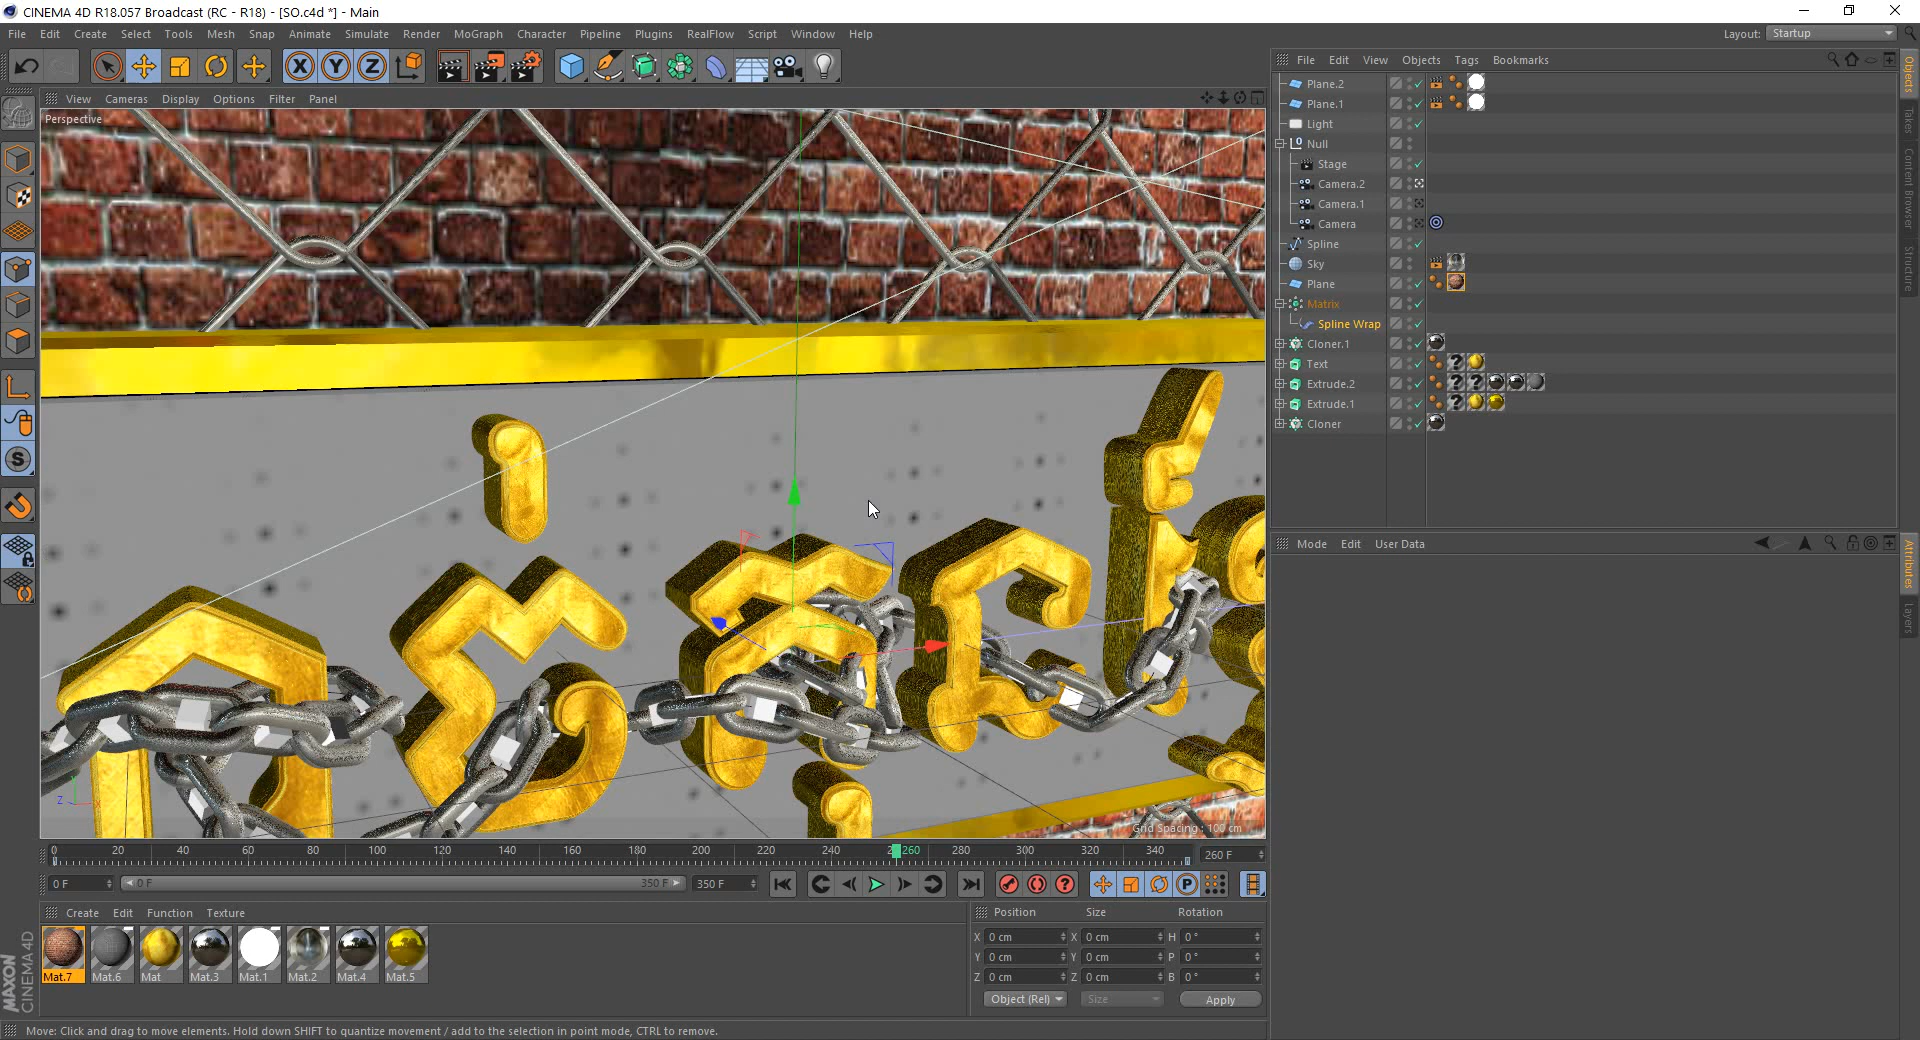 CINEMA 4D R18.057 Broadcast (RC - R18) - [SO.c4d *] - Main
File Edit Create Select Tools Mesh Snap Animate Simulate Render MoGraph Character Pipeline Plugins RealFlow Script Window Help
Layout: Startup
X Y Z
File Edit View Objects Tags Bookmarks
View Cameras Display Options Filter Panel
Perspective
Plane.2
Plane.1
Light
Null
Stage
Camera.2
Camera.1
Camera
Spline
Sky
Plane
Matrix
Spline Wrap
Cloner.1
Text
Extrude.2
Extrude.1
Cloner
Objects
Takes
Content Browser
Structure
Mode Edit User Data
Attributes
Layers
Z
Grid Spacing : 100 cm
0 20 40 60 80 100 120 140 160 180 200 220 240 260 280 300 320 340
260 F
0 F
0 F
350 F
350 F
Create Edit Function Texture
Mat.7 Mat.6 Mat Mat.3 Mat.1 Mat.2 Mat.4 Mat.5
MAXON
CINEMA 4D
Position Size Rotation
X 0 cm X 0 cm H 0 °
Y 0 cm Y 0 cm P 0 °
Z 0 cm Z 0 cm B 0 °
Object (Rel) Size Apply
Move: Click and drag to move elements. Hold down SHIFT to quantize movement / add to the selection in point mode, CTRL to remove.